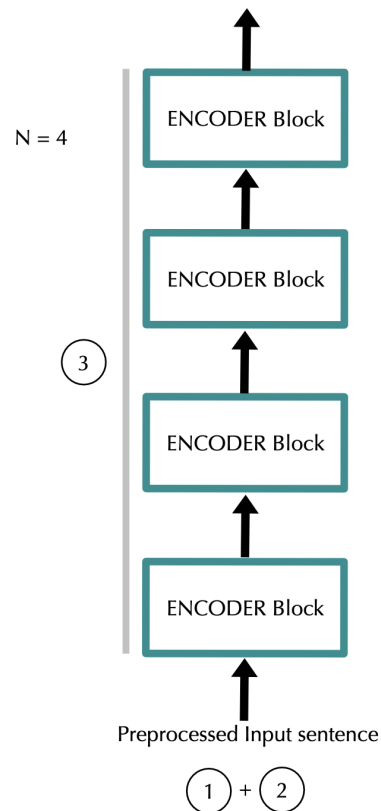 ENCODER Block
N = 4
ENCODER Block
3
ENCODER Block
ENCODER Block
Preprocessed Input sentence
1 + 2